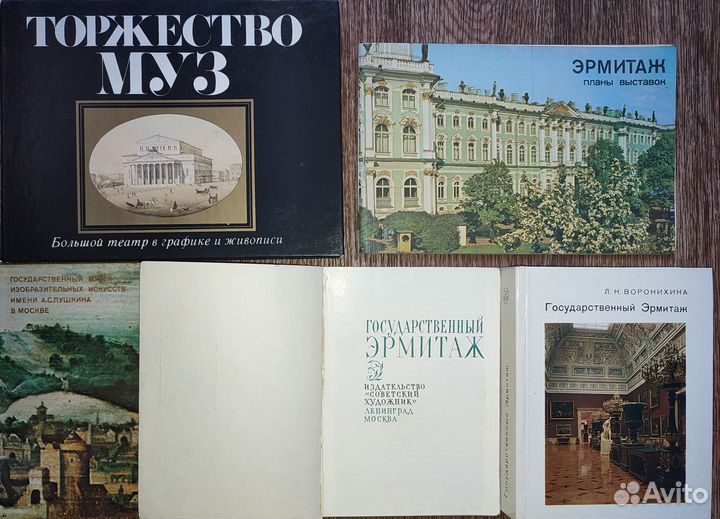 ТОРЖЕСТВО
МУЗ
Большой театр в графике и живописи
ЭРМИТАЖ
планы выставок
ГОСУДАРСТВЕННЫЙ МУЗЕЙ
ИЗОБРАЗИТЕЛЬНЫХ ИСКУССТВ
ИМЕНИ А.С.ПУШКИНА
В МОСКВЕ
ГОСУДАРСТВЕННЫЙ
ЭРМИТАЖ
ИЗДАТЕЛЬСТВО
«СОВЕТСКИЙ
ХУДОЖНИК»
ЛЕНИНГРАД
МОСКВА
Государственный Эрмитаж
Л. Н. ВОРОНИХИНА
Государственный Эрмитаж
Avito